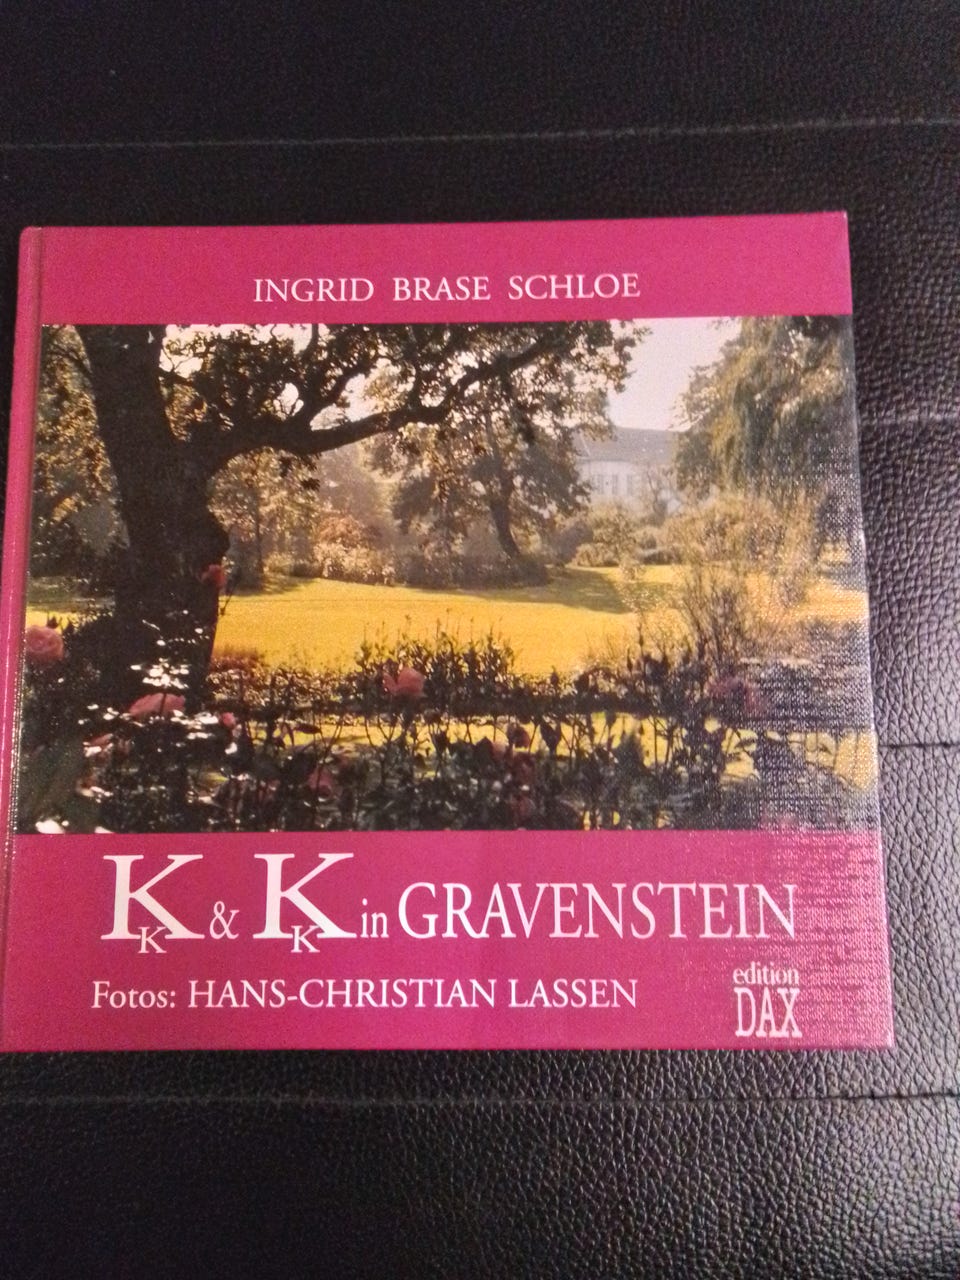 INGRID BRASE SCHLOE
KK & KK in GRAVENSTEIN
Fotos: HANS-CHRISTIAN LASSEN
edition
DAX